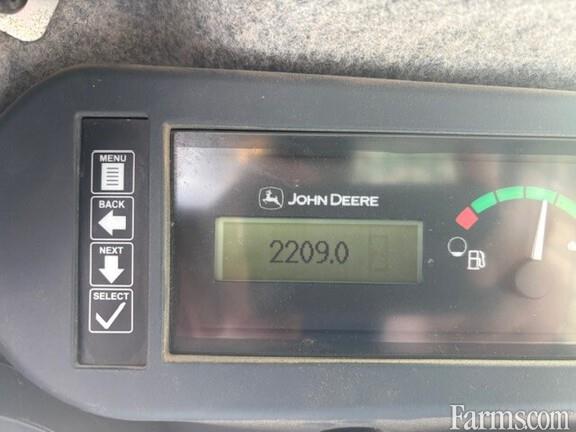 MENU
BACK
NEXT
SELECT
JOHN DEERE
2209.0
Farms.com